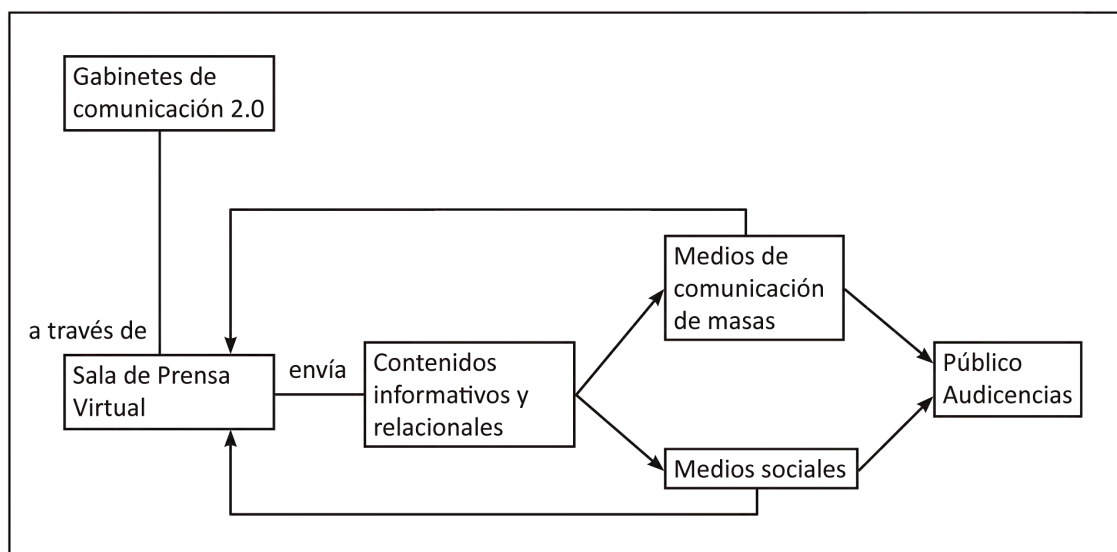 Gabinetes de
comunicación 2.0
a través de
Sala de Prensa
Virtual
envía
Contenidos
informativos y
relacionales
Medios de
comunicación
de masas
Medios sociales
Público
Audicencias